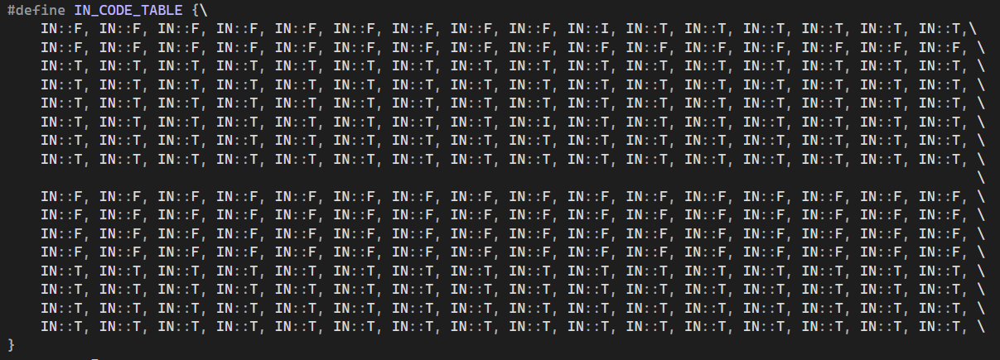 #define IN_CODE_TABLE {\
IN::F, IN::F, IN::F, IN::F, IN::F, IN::F, IN::F, IN::F, IN::F, IN::I, IN::T, IN::T, IN::T, IN::T, IN::T, IN::T,\
IN::F, IN::F, IN::F, IN::F, IN::F, IN::F, IN::F, IN::F, IN::F, IN::F, IN::F, IN::F, IN::F, IN::F, IN::F, IN::F, \
IN::T, IN::T, IN::T, IN::T, IN::T, IN::T, IN::T, IN::T, IN::T, IN::T, IN::T, IN::T, IN::T, IN::T, IN::T, IN::T, \
IN::T, IN::T, IN::T, IN::T, IN::T, IN::T, IN::T, IN::T, IN::T, IN::T, IN::T, IN::T, IN::T, IN::T, IN::T, IN::T, \
IN::T, IN::T, IN::T, IN::T, IN::T, IN::T, IN::T, IN::T, IN::T, IN::T, IN::T, IN::T, IN::T, IN::T, IN::T, IN::T, \
IN::T, IN::T, IN::T, IN::T, IN::T, IN::T, IN::T, IN::T, IN::I, IN::T, IN::T, IN::T, IN::T, IN::T, IN::T, IN::T, \
IN::T, IN::T, IN::T, IN::T, IN::T, IN::T, IN::T, IN::T, IN::T, IN::T, IN::T, IN::T, IN::T, IN::T, IN::T, IN::T, \
IN::T, IN::T, IN::T, IN::T, IN::T, IN::T, IN::T, IN::T, IN::T, IN::T, IN::T, IN::T, IN::T, IN::T, IN::T, IN::T, \
\
IN::F, IN::F, IN::F, IN::F, IN::F, IN::F, IN::F, IN::F, IN::F, IN::F, IN::F, IN::F, IN::F, IN::F, IN::F, IN::F, \
IN::F, IN::F, IN::F, IN::F, IN::F, IN::F, IN::F, IN::F, IN::F, IN::F, IN::F, IN::F, IN::F, IN::F, IN::F, IN::F, \
IN::F, IN::F, IN::F, IN::F, IN::F, IN::F, IN::F, IN::F, IN::F, IN::F, IN::F, IN::F, IN::F, IN::F, IN::F, IN::F, \
IN::F, IN::F, IN::F, IN::F, IN::F, IN::F, IN::F, IN::F, IN::F, IN::F, IN::F, IN::F, IN::F, IN::F, IN::F, IN::F, \
IN::T, IN::T, IN::T, IN::T, IN::T, IN::T, IN::T, IN::T, IN::T, IN::T, IN::T, IN::T, IN::T, IN::T, IN::T, IN::T, \
IN::T, IN::T, IN::T, IN::T, IN::T, IN::T, IN::T, IN::T, IN::T, IN::T, IN::T, IN::T, IN::T, IN::T, IN::T, IN::T, \
IN::T, IN::T, IN::T, IN::T, IN::T, IN::T, IN::T, IN::T, IN::T, IN::T, IN::T, IN::T, IN::T, IN::T, IN::T, IN::T, \
IN::T, IN::T, IN::T, IN::T, IN::T, IN::T, IN::T, IN::T, IN::T, IN::T, IN::T, IN::T, IN::T, IN::T, IN::T, IN::T, \
}